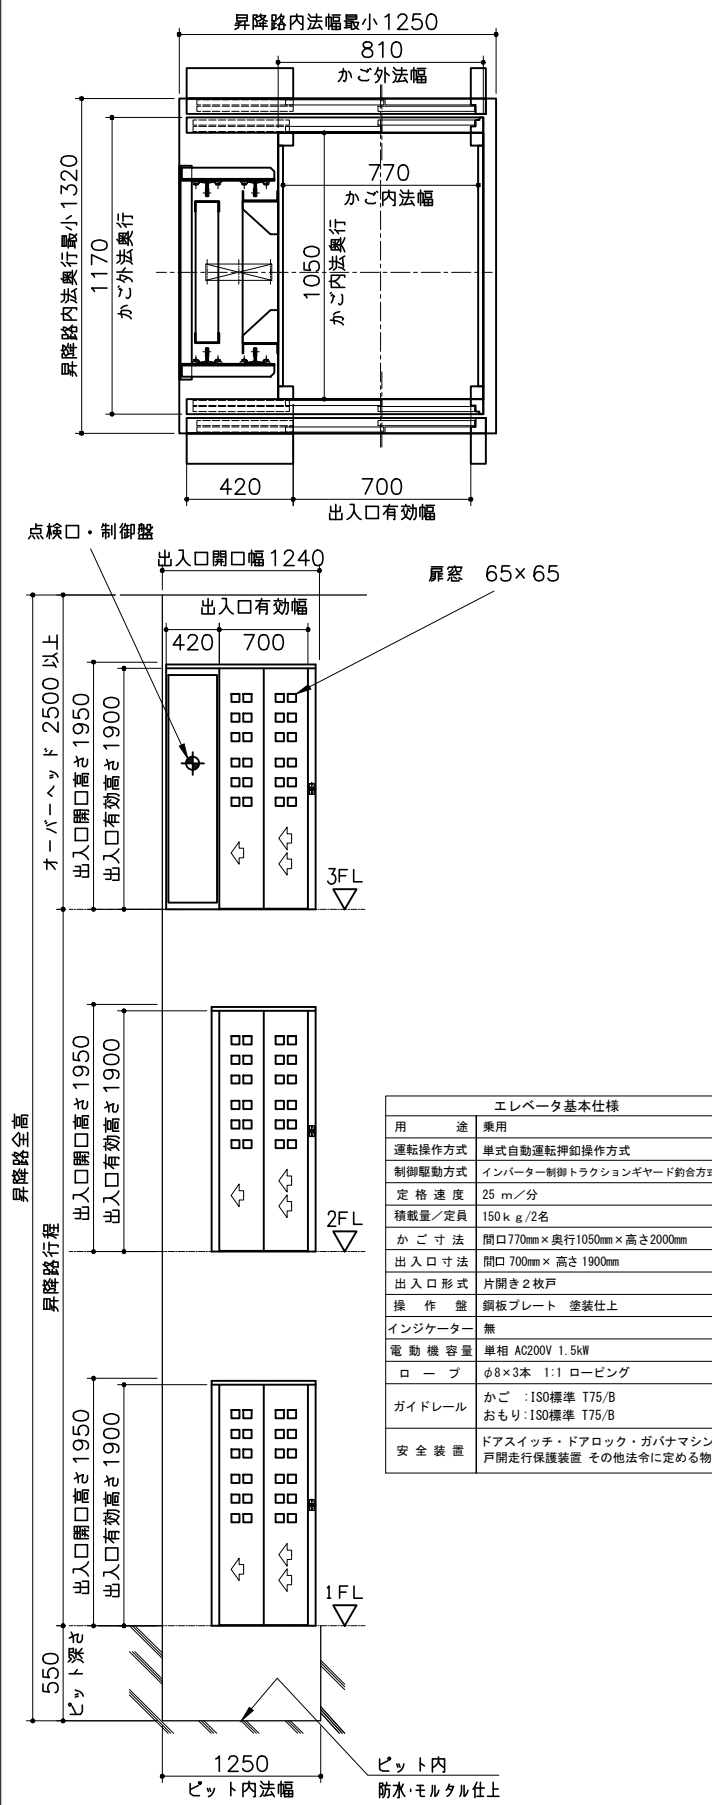 昇降路内法幅最小1250
810
かご外法幅
770
かご内法幅
昇降路内法奥行最小1320
1170
かご外法奥行
1050
かご内法奥行
420
700
出入口有効幅
点検口・制御盤
出入口開口幅1240
扉窓 65×65
出入口有効幅
420
700
オーバーヘッド 2500以上
出入口開口高さ1950
出入口有効高さ1900
3FL
出入口開口高さ1950
出入口有効高さ1900
2FL
昇降路全高
昇降路行程
出入口開口高さ1950
出入口有効高さ1900
1FL
550
ピット深さ
1250
ピット内法幅
ピット内
防水・モルタル仕上
エレベータ基本仕様
用途 乗用
運転操作方式 単式自動運転押釦操作方式
制御駆動方式 インバーター制御トラクションギヤード釣合方式
定格速度 25 m/分
積載量/定員 150kg/2名
かご寸法 間口770mm×奥行1050mm×高さ2000mm
出入口寸法 間口700mm×高さ1900mm
出入口形式 片開き2枚戸
操作盤 鋼板プレート 塗装仕上
インジケーター 無
電動機容量 単相 AC200V 1.5kW
ロープ φ8×3本 1:1 ローピング
ガイドレール かご :ISO標準 T75/B
おもり:ISO標準 T75/B
安全装置 ドアスイッチ・ドアロック・ガバナマシン
戸開走行保護装置 その他法令に定める物